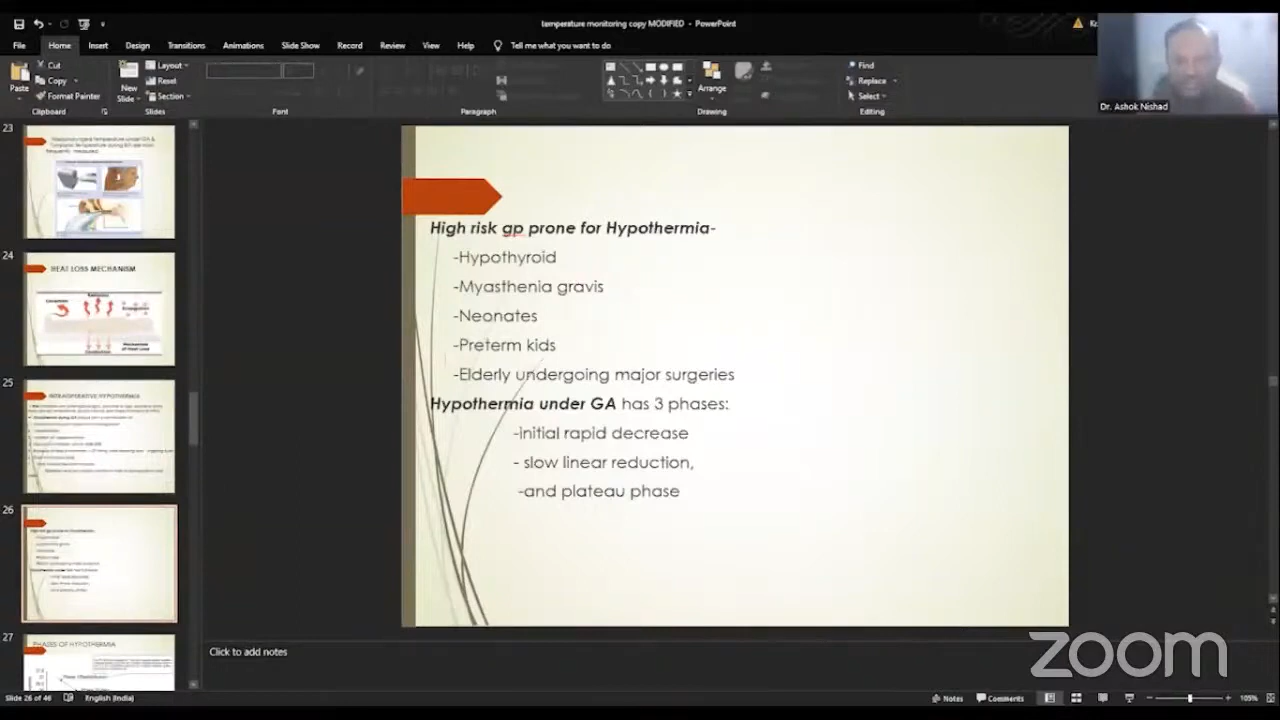 temperature monitoring copy MODIFIED - PowerPoint
File Home Insert Design Transitions Animations Slide Show Record Review View Help Tell me what you want to do
Paste
Cut
Copy
Format Painter
Clipboard
New
Slide
Layout
Reset
Section
Slides
Font
Paragraph
Arrange
Drawing
Find
Replace
Select
Editing
Dr. Ashok Nishad
23
24
HEAT LOSS MECHANISM
25
INTRAOPERATIVE HYPOTHERMIA
26
27
PHASES OF HYPOTHERMIA
High risk gp prone for Hypothermia-
-Hypothyroid
-Myasthenia gravis
-Neonates
-Preterm kids
-Elderly undergoing major surgeries
Hypothermia under GA has 3 phases:
-initial rapid decrease
- slow linear reduction,
-and plateau phase
Click to add notes
zoom
Slide 26 of 46 English (India) Notes Comments 105%